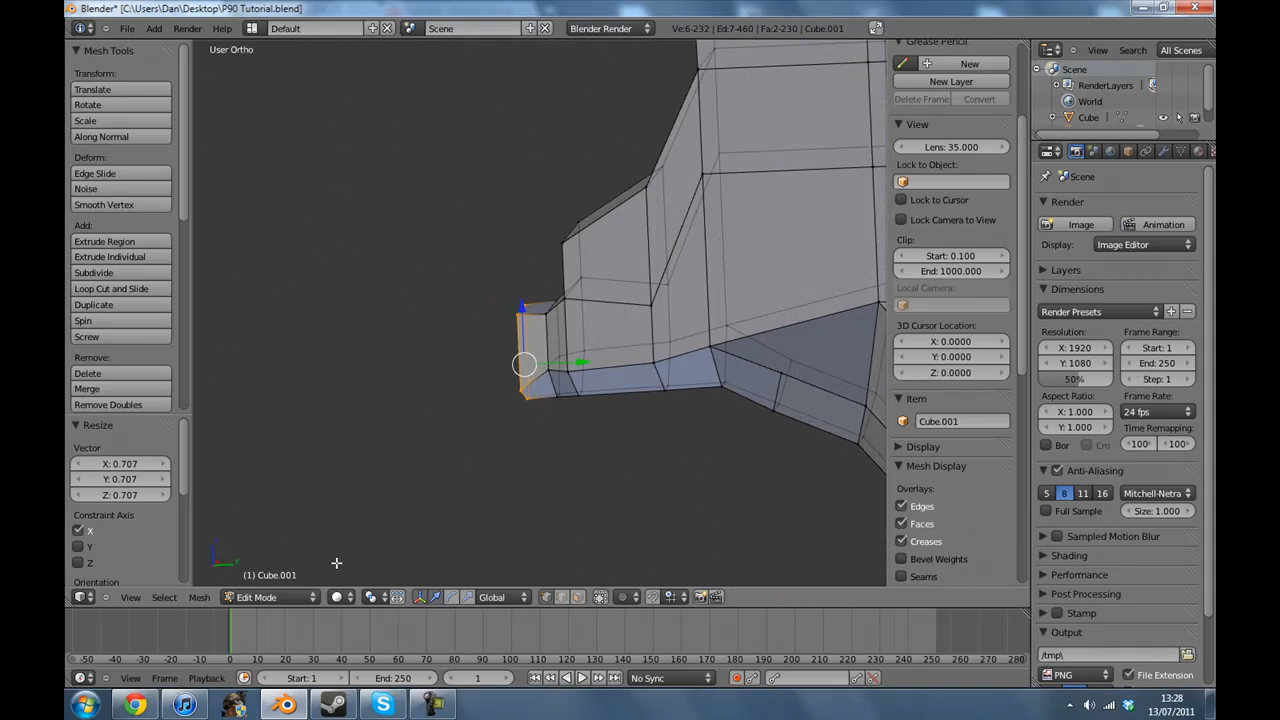 Blender* [C:\Users\Dan\Desktop\P90 Tutorial.blend]
File Add Render Help Default Scene Blender Render Ve:6-232 | Ed:7-460 | Fa:2-230 | Cube.001
Mesh Tools
Transform:
Translate
Rotate
Scale
Along Normal
Deform:
Edge Slide
Noise
Smooth Vertex
Add:
Extrude Region
Extrude Individual
Subdivide
Loop Cut and Slide
Duplicate
Spin
Screw
Remove:
Delete
Merge
Remove Doubles
Resize
Vector
X: 0.707
Y: 0.707
Z: 0.707
Constraint Axis
X
Y
Z
Orientation
User Ortho
(1) Cube.001
Grease Pencil
New
New Layer
Delete Frame Convert
View
Lens: 35.000
Lock to Object:
Lock to Cursor
Lock Camera to View
Clip:
Start: 0.100
End: 1000.000
Local Camera:
3D Cursor Location:
X: 0.0000
Y: 0.0000
Z: 0.0000
Item
Cube.001
Display
Mesh Display
Overlays:
Edges
Faces
Creases
Bevel Weights
Seams
View Search All Scenes
Scene
RenderLayers
World
Cube
Scene
Render
Image Animation
Display: Image Editor
Layers
Dimensions
Render Presets
Resolution: Frame Range:
X: 1920 Start: 1
Y: 1080 End: 250
50% Step: 1
Aspect Ratio: Frame Rate:
X: 1.000 24 fps
Y: 1.000 Time Remapping:
Bor Cro 100 100
Anti-Aliasing
5 8 11 16 Mitchell-Netra
Full Sample Size: 1.000
Sampled Motion Blur
Shading
Performance
Post Processing
Stamp
Output
/tmp\
PNG File Extension
View Select Mesh Edit Mode Global
-50 -40 -30 -20 -10 0 10 20 30 40 50 60 70 80 90 100 110 120 130 140 150 160 170 180 190 200 210 220 230 240 250 260 270 280
View Frame Playback Start: 1 End: 250 1 No Sync
13:28
13/07/2011